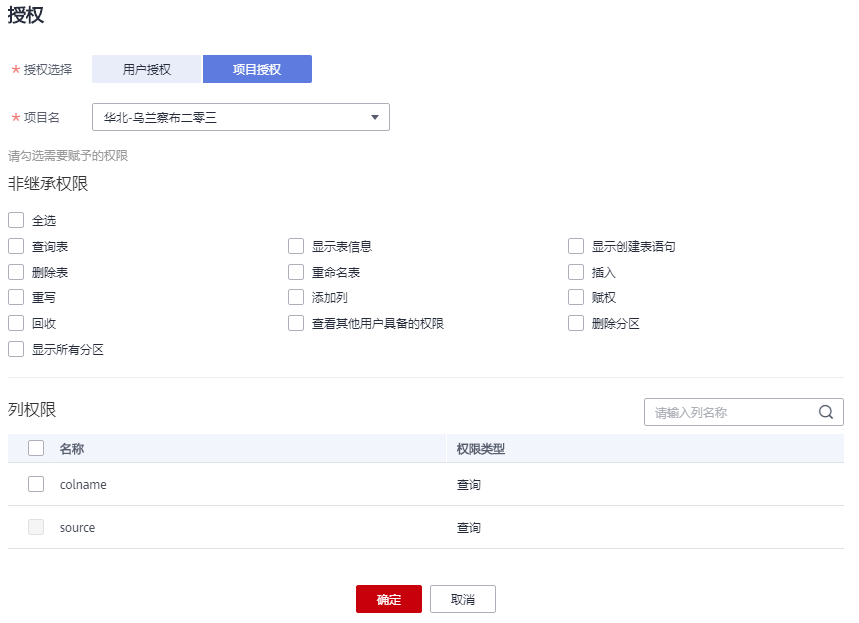 授权
* 授权选择 用户授权 项目授权
* 项目名 华北-乌兰察布二零三
请勾选需要赋予的权限
非继承权限
全选
查询表 显示表信息 显示创建表语句
删除表 重命名表 插入
重写 添加列 赋权
回收 查看其他用户具备的权限 删除分区
显示所有分区
列权限 请输入列名称
名称 权限类型
colname 查询
source 查询
确定 取消